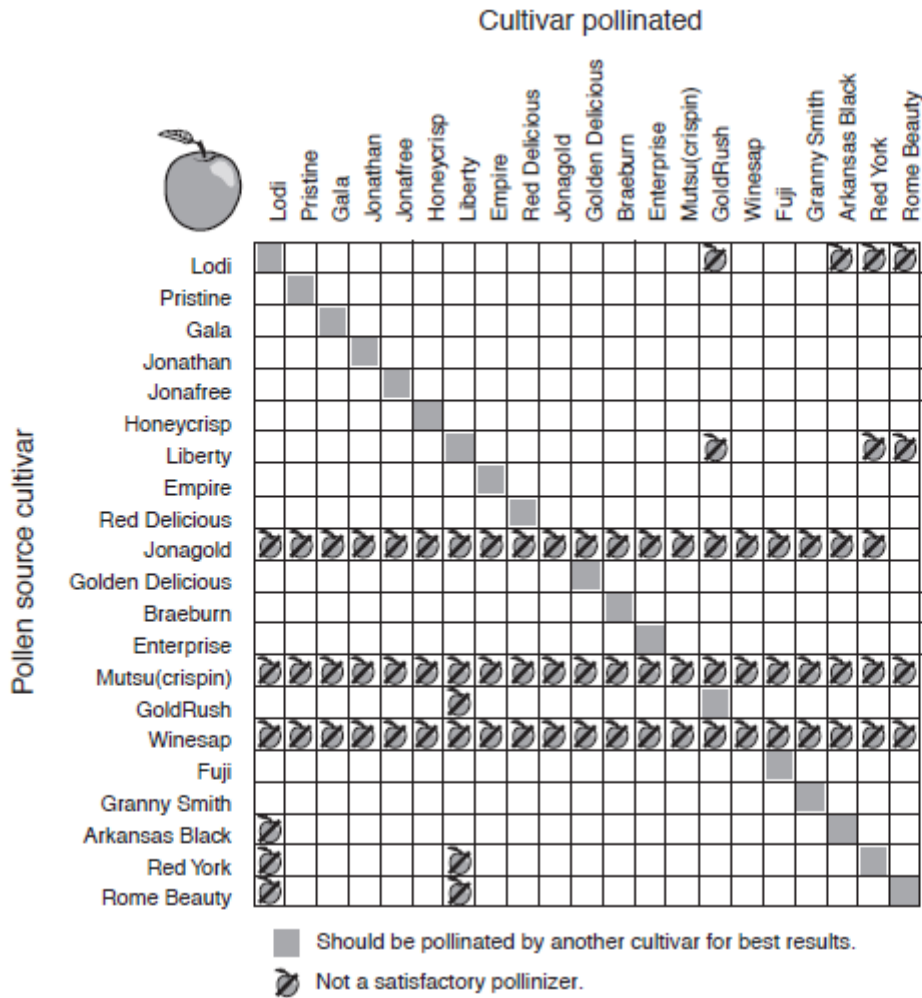 Cultivar pollinated
Lodi
Pristine
Gala
Jonathan
Jonafree
Honeycrisp
Liberty
Empire
Red Delicious
Jonagold
Golden Delicious
Braeburn
Enterprise
Mutsu(crispin)
GoldRush
Winesap
Fuji
Granny Smith
Arkansas Black
Red York
Rome Beauty
Pollen source cultivar
Lodi
Pristine
Gala
Jonathan
Jonafree
Honeycrisp
Liberty
Empire
Red Delicious
Jonagold
Golden Delicious
Braeburn
Enterprise
Mutsu(crispin)
GoldRush
Winesap
Fuji
Granny Smith
Arkansas Black
Red York
Rome Beauty
Should be pollinated by another cultivar for best results.
Not a satisfactory pollinizer.